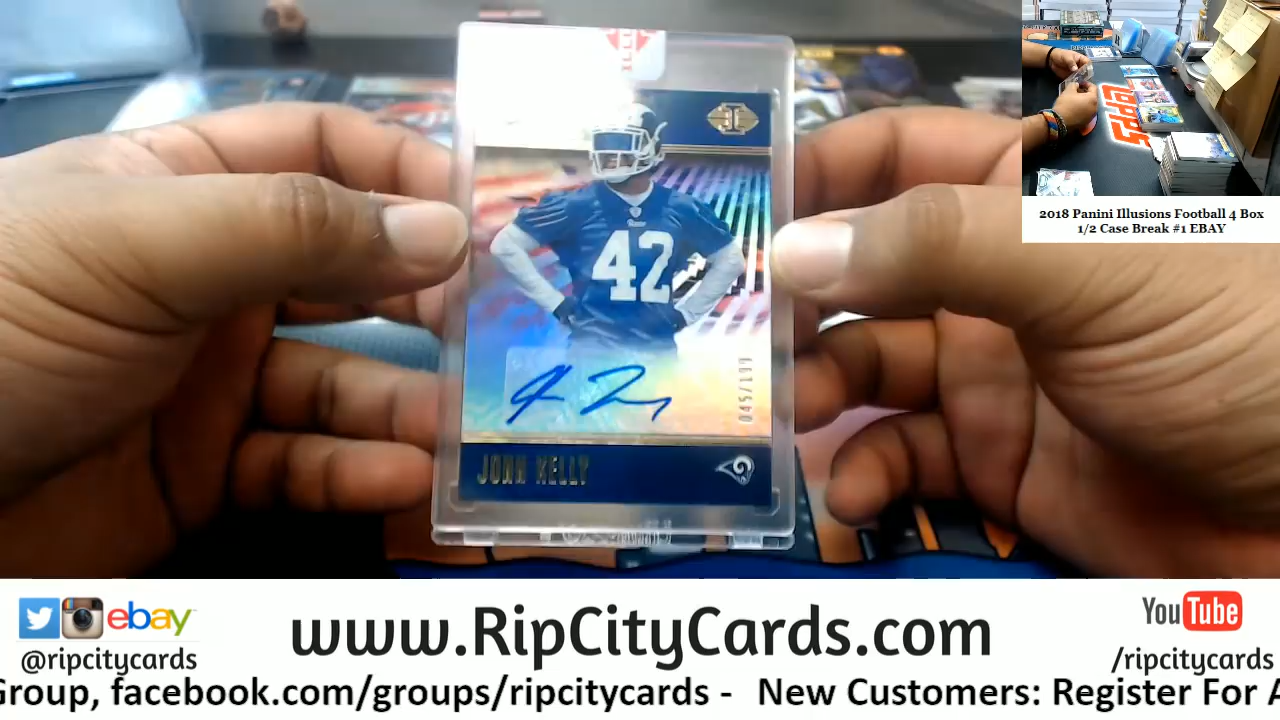 ILLU
I
42
045/199
JOHN KELLY
2018 Panini Illusions Football 4 Box
1/2 Case Break #1 EBAY
ebay
@ripcitycards
www.RipCityCards.com
YouTube
/ripcitycards
Group, facebook.com/groups/ripcitycards - New Customers: Register For A